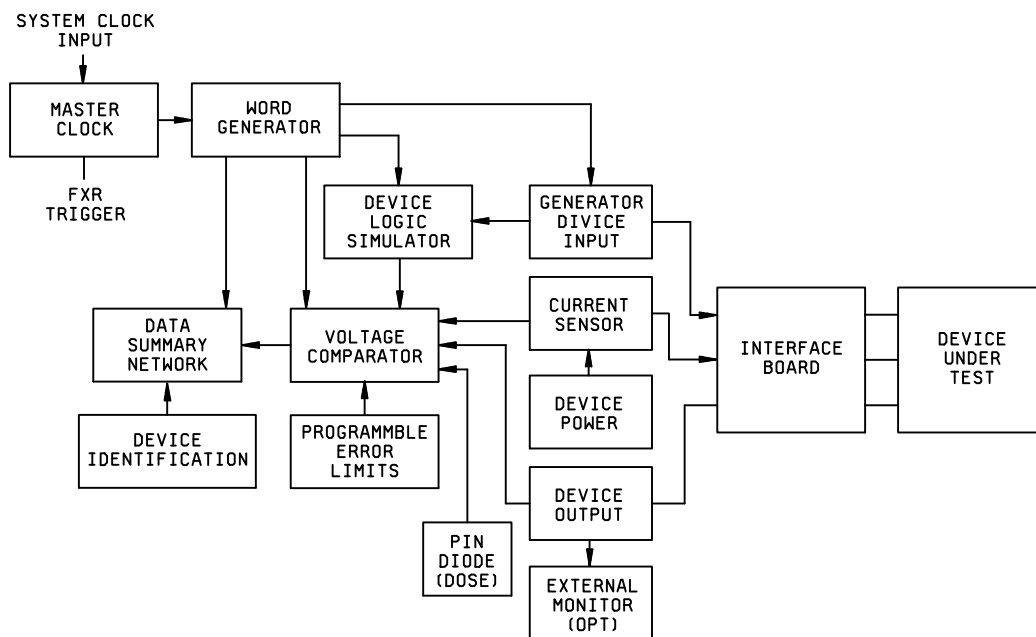 SYSTEM CLOCK
INPUT
MASTER
CLOCK
FXR
TRIGGER
WORD
GENERATOR
DEVICE
LOGIC
SIMULATOR
GENERATOR
DIVICE
INPUT
DATA
SUMMARY
NETWORK
VOLTAGE
COMPARATOR
CURRENT
SENSOR
INTERFACE
BOARD
DEVICE
UNDER
TEST
DEVICE
IDENTIFICATION
PROGRAMMBLE
ERROR
LIMITS
DEVICE
POWER
DEVICE
OUTPUT
PIN
DIODE
(DOSE)
EXTERNAL
MONITOR
(OPT)